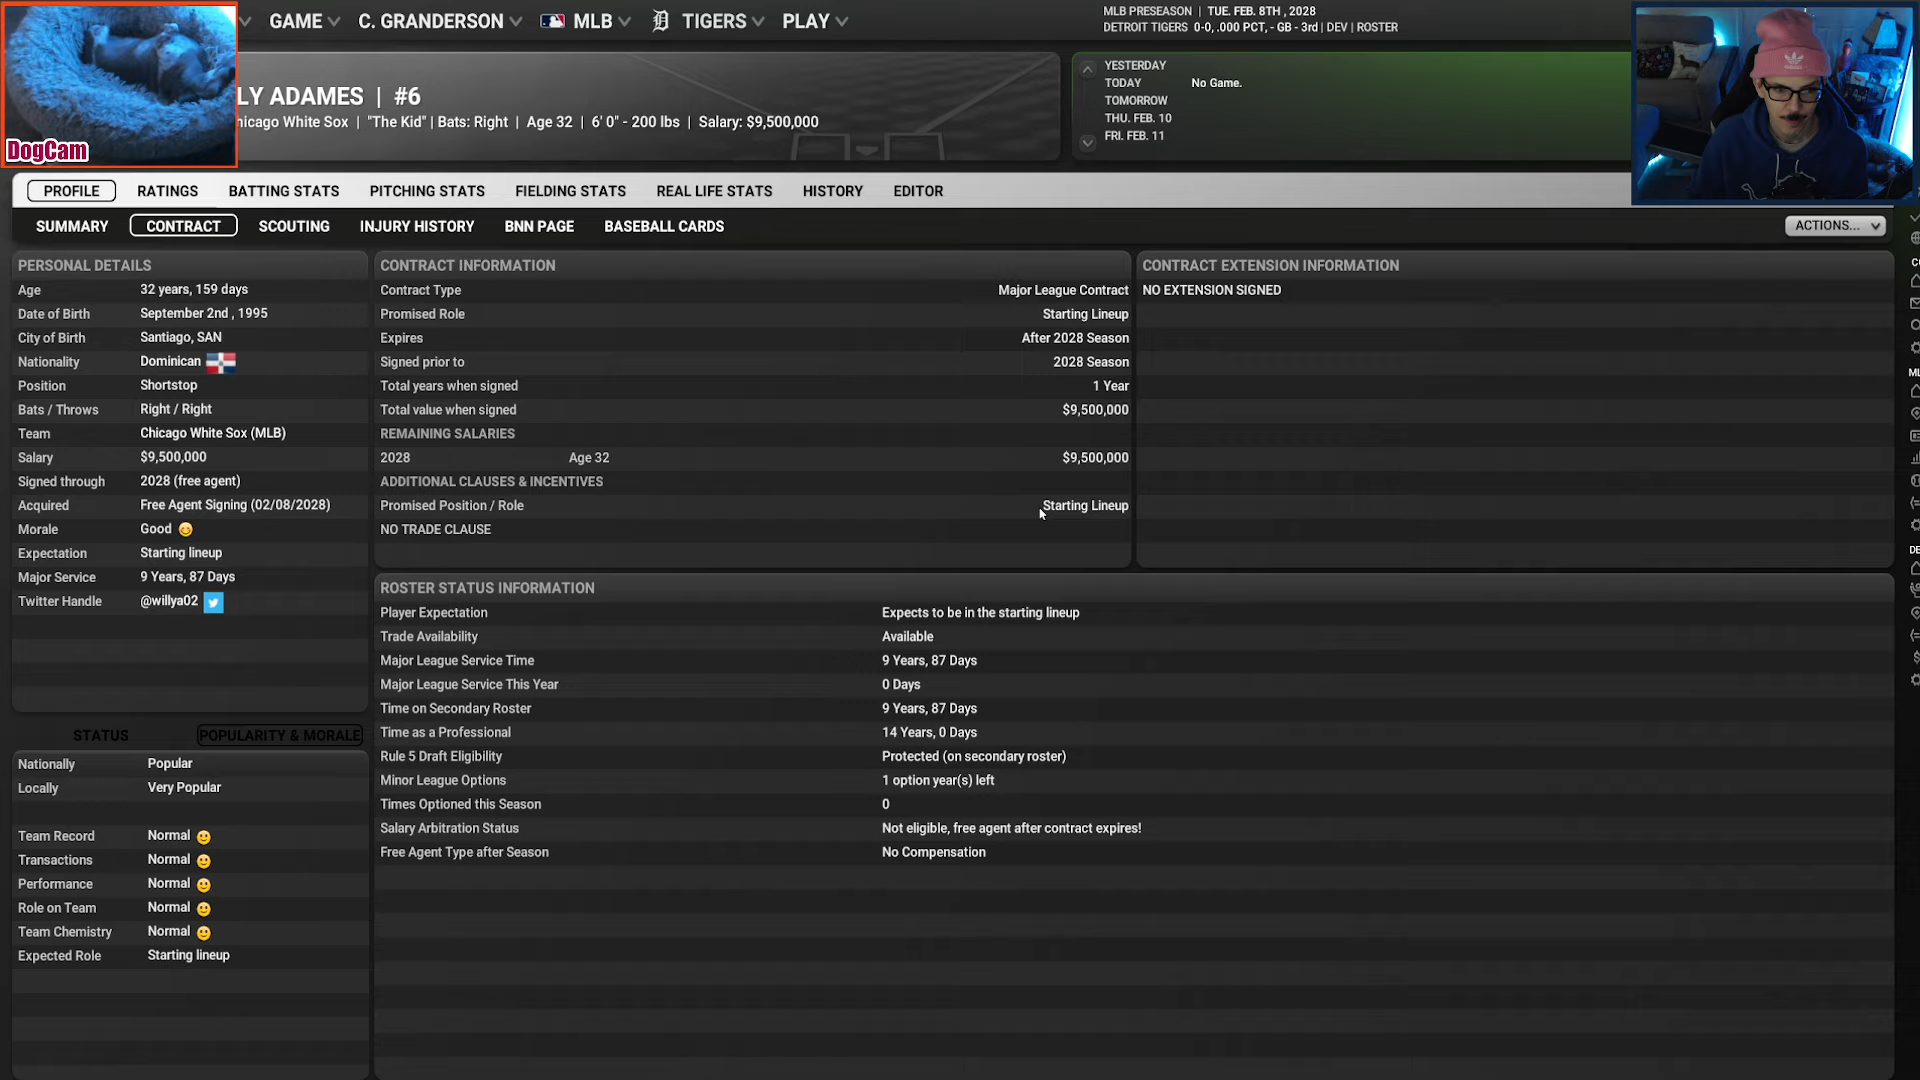 GAME
C. GRANDERSON
MLB
TIGERS
PLAY
MLB PRESEASON | TUE. FEB. 8TH , 2028
DETROIT TIGERS 0-0, .000 PCT, - GB - 3rd | DEV | ROSTER
DogCam
LY ADAMES | #6
hicago White Sox | "The Kid" | Bats: Right | Age 32 | 6' 0" - 200 lbs | Salary: $9,500,000
YESTERDAY
TODAY No Game.
TOMORROW
THU. FEB. 10
FRI. FEB. 11
PROFILE RATINGS BATTING STATS PITCHING STATS FIELDING STATS REAL LIFE STATS HISTORY EDITOR
SUMMARY CONTRACT SCOUTING INJURY HISTORY BNN PAGE BASEBALL CARDS
ACTIONS...
PERSONAL DETAILS
Age 32 years, 159 days
Date of Birth September 2nd , 1995
City of Birth Santiago, SAN
Nationality Dominican
Position Shortstop
Bats / Throws Right / Right
Team Chicago White Sox (MLB)
Salary $9,500,000
Signed through 2028 (free agent)
Acquired Free Agent Signing (02/08/2028)
Morale Good
Expectation Starting lineup
Major Service 9 Years, 87 Days
Twitter Handle @willya02
STATUS POPULARITY & MORALE
Nationally Popular
Locally Very Popular
Team Record Normal
Transactions Normal
Performance Normal
Role on Team Normal
Team Chemistry Normal
Expected Role Starting lineup
CONTRACT INFORMATION
Contract Type Major League Contract
Promised Role Starting Lineup
Expires After 2028 Season
Signed prior to 2028 Season
Total years when signed 1 Year
Total value when signed $9,500,000
REMAINING SALARIES
2028 Age 32 $9,500,000
ADDITIONAL CLAUSES & INCENTIVES
Promised Position / Role Starting Lineup
NO TRADE CLAUSE
CONTRACT EXTENSION INFORMATION
NO EXTENSION SIGNED
ROSTER STATUS INFORMATION
Player Expectation Expects to be in the starting lineup
Trade Availability Available
Major League Service Time 9 Years, 87 Days
Major League Service This Year 0 Days
Time on Secondary Roster 9 Years, 87 Days
Time as a Professional 14 Years, 0 Days
Rule 5 Draft Eligibility Protected (on secondary roster)
Minor League Options 1 option year(s) left
Times Optioned this Season 0
Salary Arbitration Status Not eligible, free agent after contract expires!
Free Agent Type after Season No Compensation